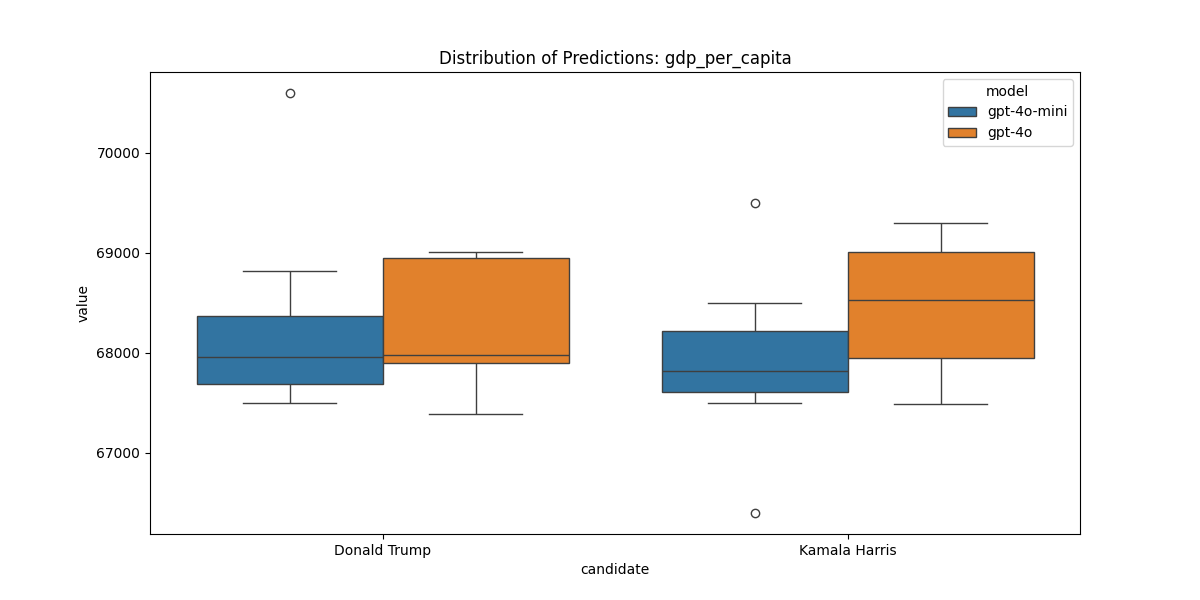 Distribution of Predictions: gdp_per_capita
model
gpt-4o-mini
gpt-4o
70000
69000
68000
67000
value
Donald Trump
Kamala Harris
candidate